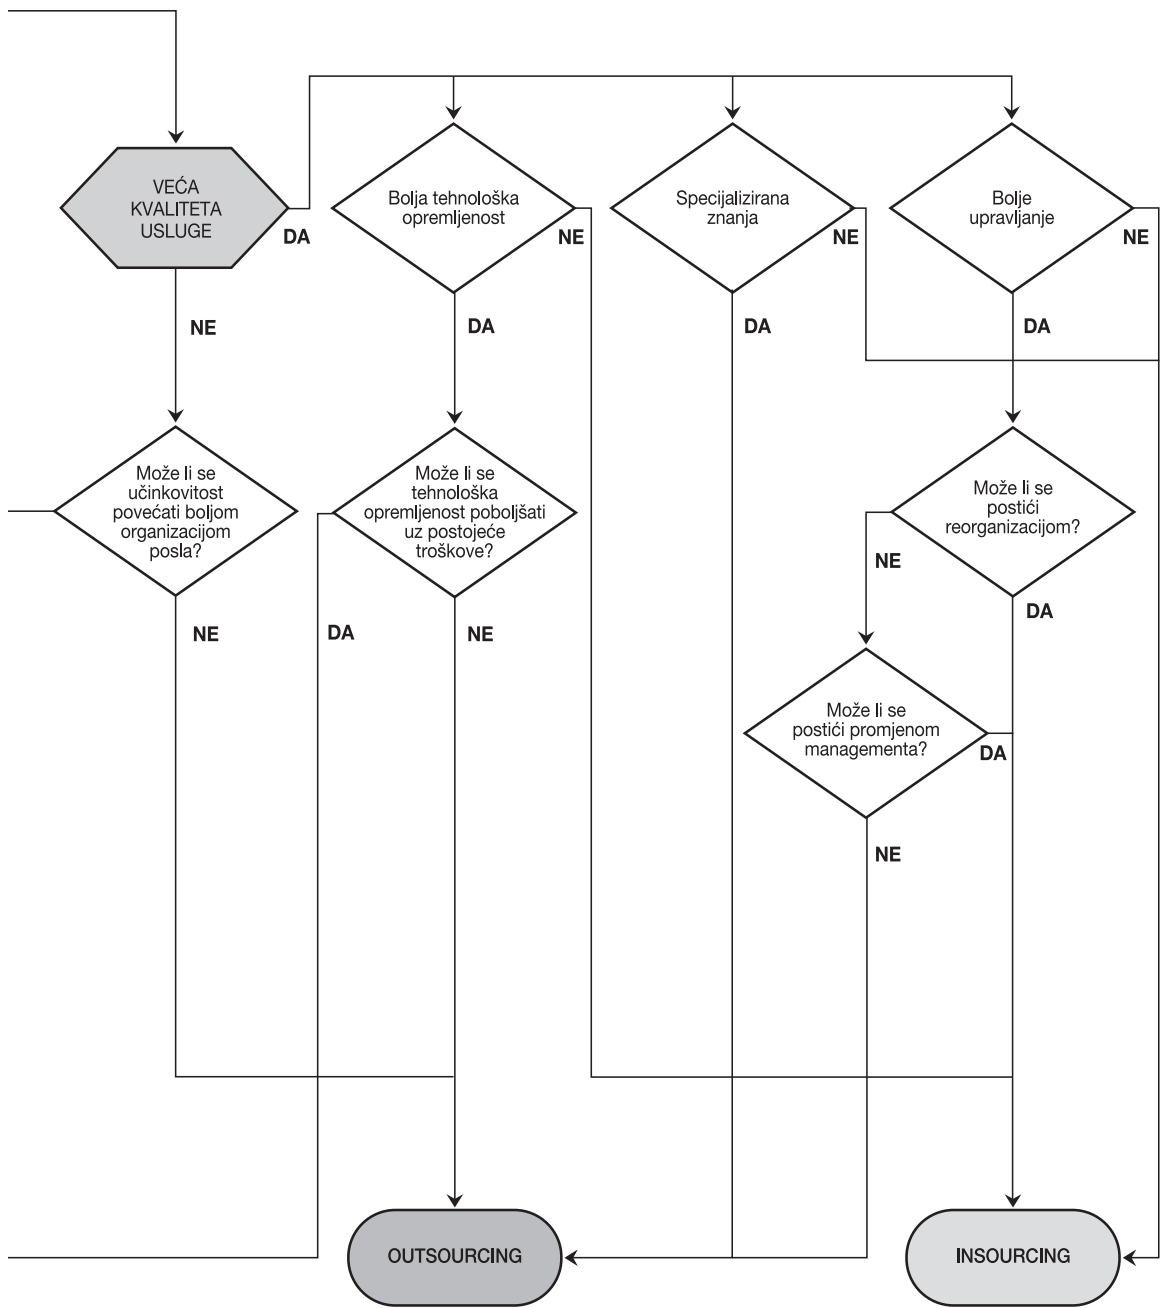 VEĆA
KVALITETA
USLUGE
DA
Bolja tehnološka
opremljenost
NE
Specijalizirana
znanja
NE
Bolje
upravljanje
NE
NE
DA
DA
DA
Može li se
učinkovitost
povećati boljom
organizacijom
posla?
Može li se
tehnološka
opremljenost poboljšati
uz postojeće
troškove?
Može li se
postići
reorganizacijom?
NE
DA
NE
DA
NE
Može li se
postići promjenom
managementa?
DA
NE
OUTSOURCING
INSOURCING